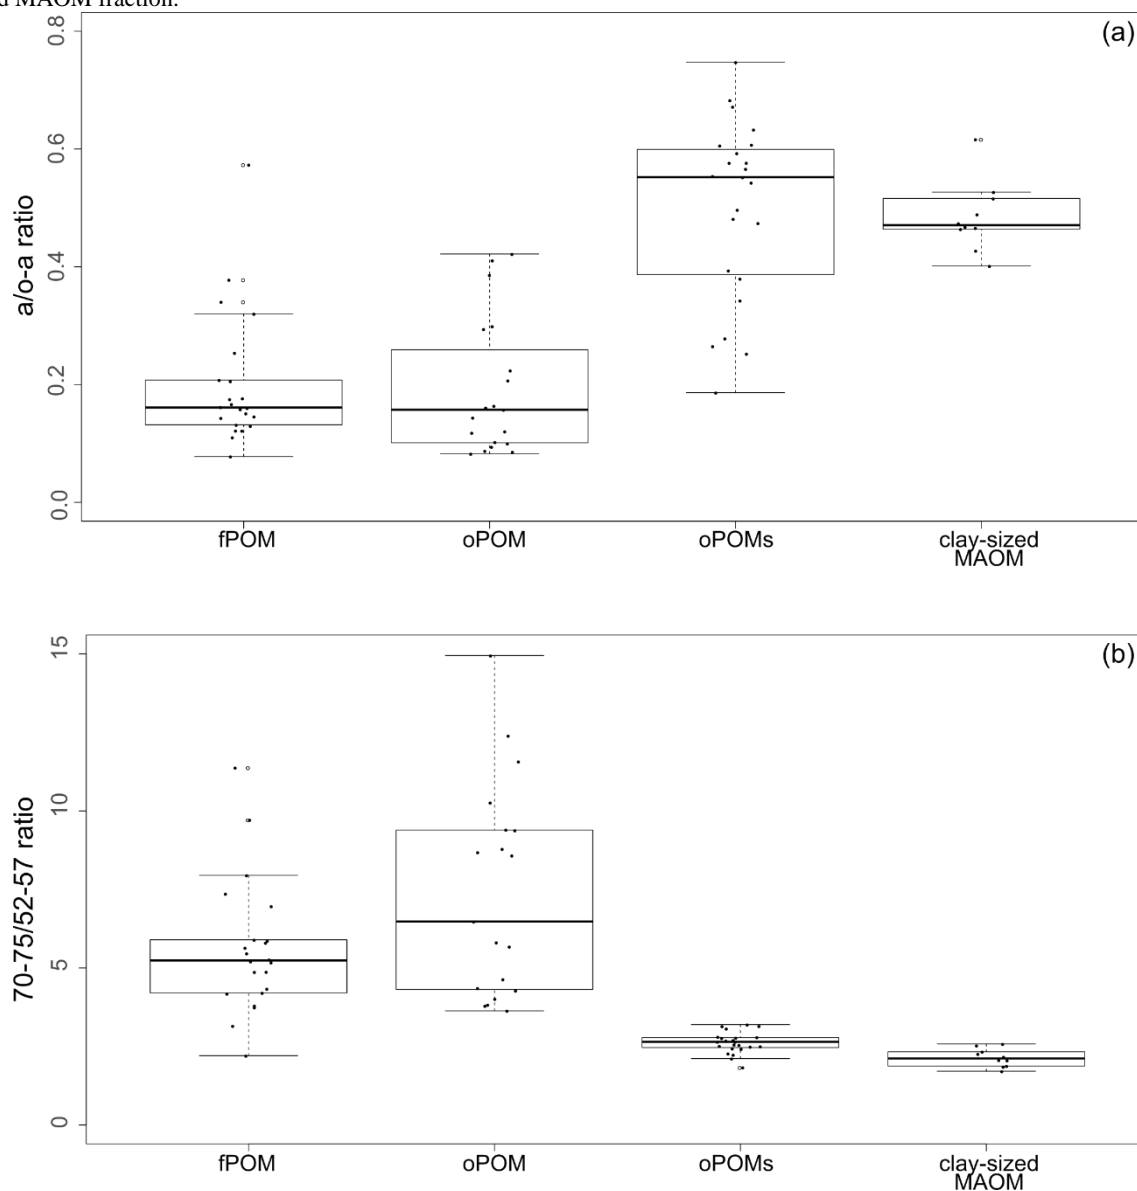 MAOM fraction.
(a)
0.8
0.6
0.4
0.2
0.0
a/o-a ratio
fPOM oPOM oPOMs clay-sized
MAOM
(b)
15
10
5
0
70-75/52-57 ratio
fPOM oPOM oPOMs clay-sized
MAOM